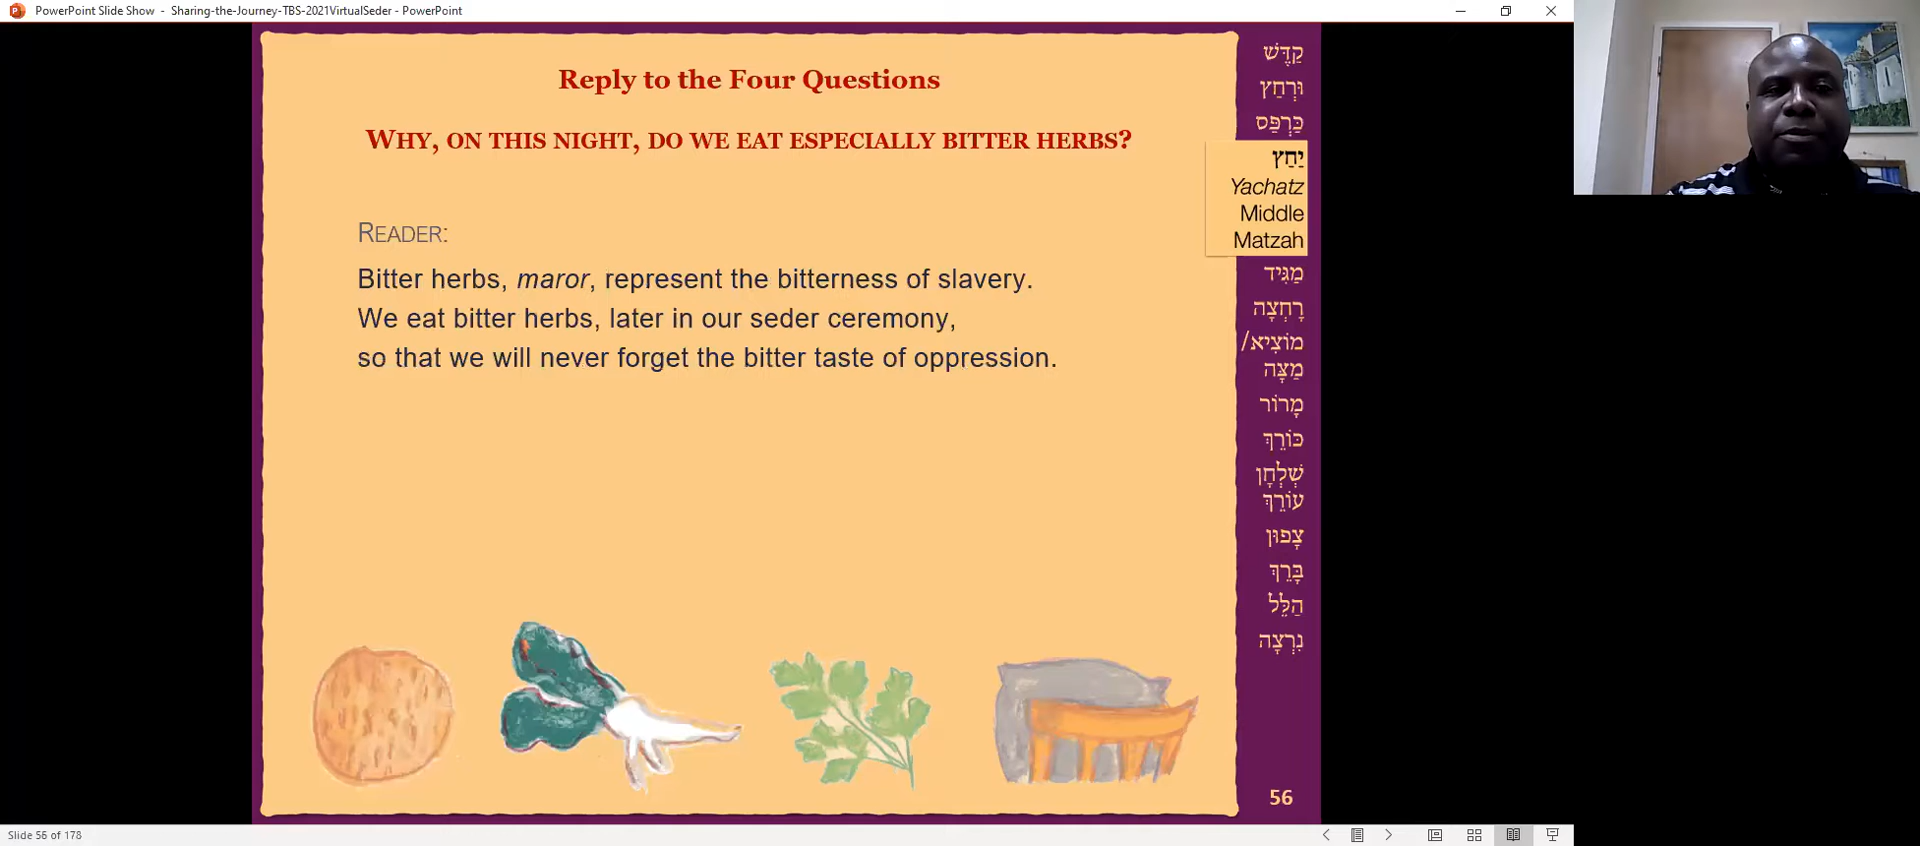 PowerPoint Slide Show - Sharing-the-Journey-TBS-2021VirtualSeder - PowerPoint
Reply to the Four Questions
WHY, ON THIS NIGHT, DO WE EAT ESPECIALLY BITTER HERBS?
READER:
Bitter herbs, maror, represent the bitterness of slavery.
We eat bitter herbs, later in our seder ceremony,
so that we will never forget the bitter taste of oppression.
קַדֵּשׁ
וּרְחַץ
כַּרְפַּס
יַחַץ
Yachatz
Middle
Matzah
מַגִּיד
רָחְצָה
מוֹצִיא/
מַצָּה
מָרוֹר
כּוֹרֵךְ
שֻׁלְחָן
עוֹרֵךְ
צָפוּן
בָּרֵךְ
הַלֵּל
נִרְצָה
56
Slide 56 of 178